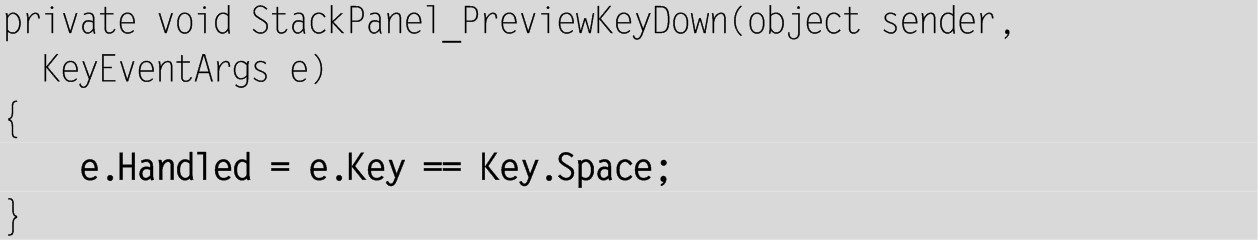 private void StackPanel_PreviewKeyDown(object sender,
  KeyEventArgs e)
{
    e.Handled = e.Key == Key.Space;
}